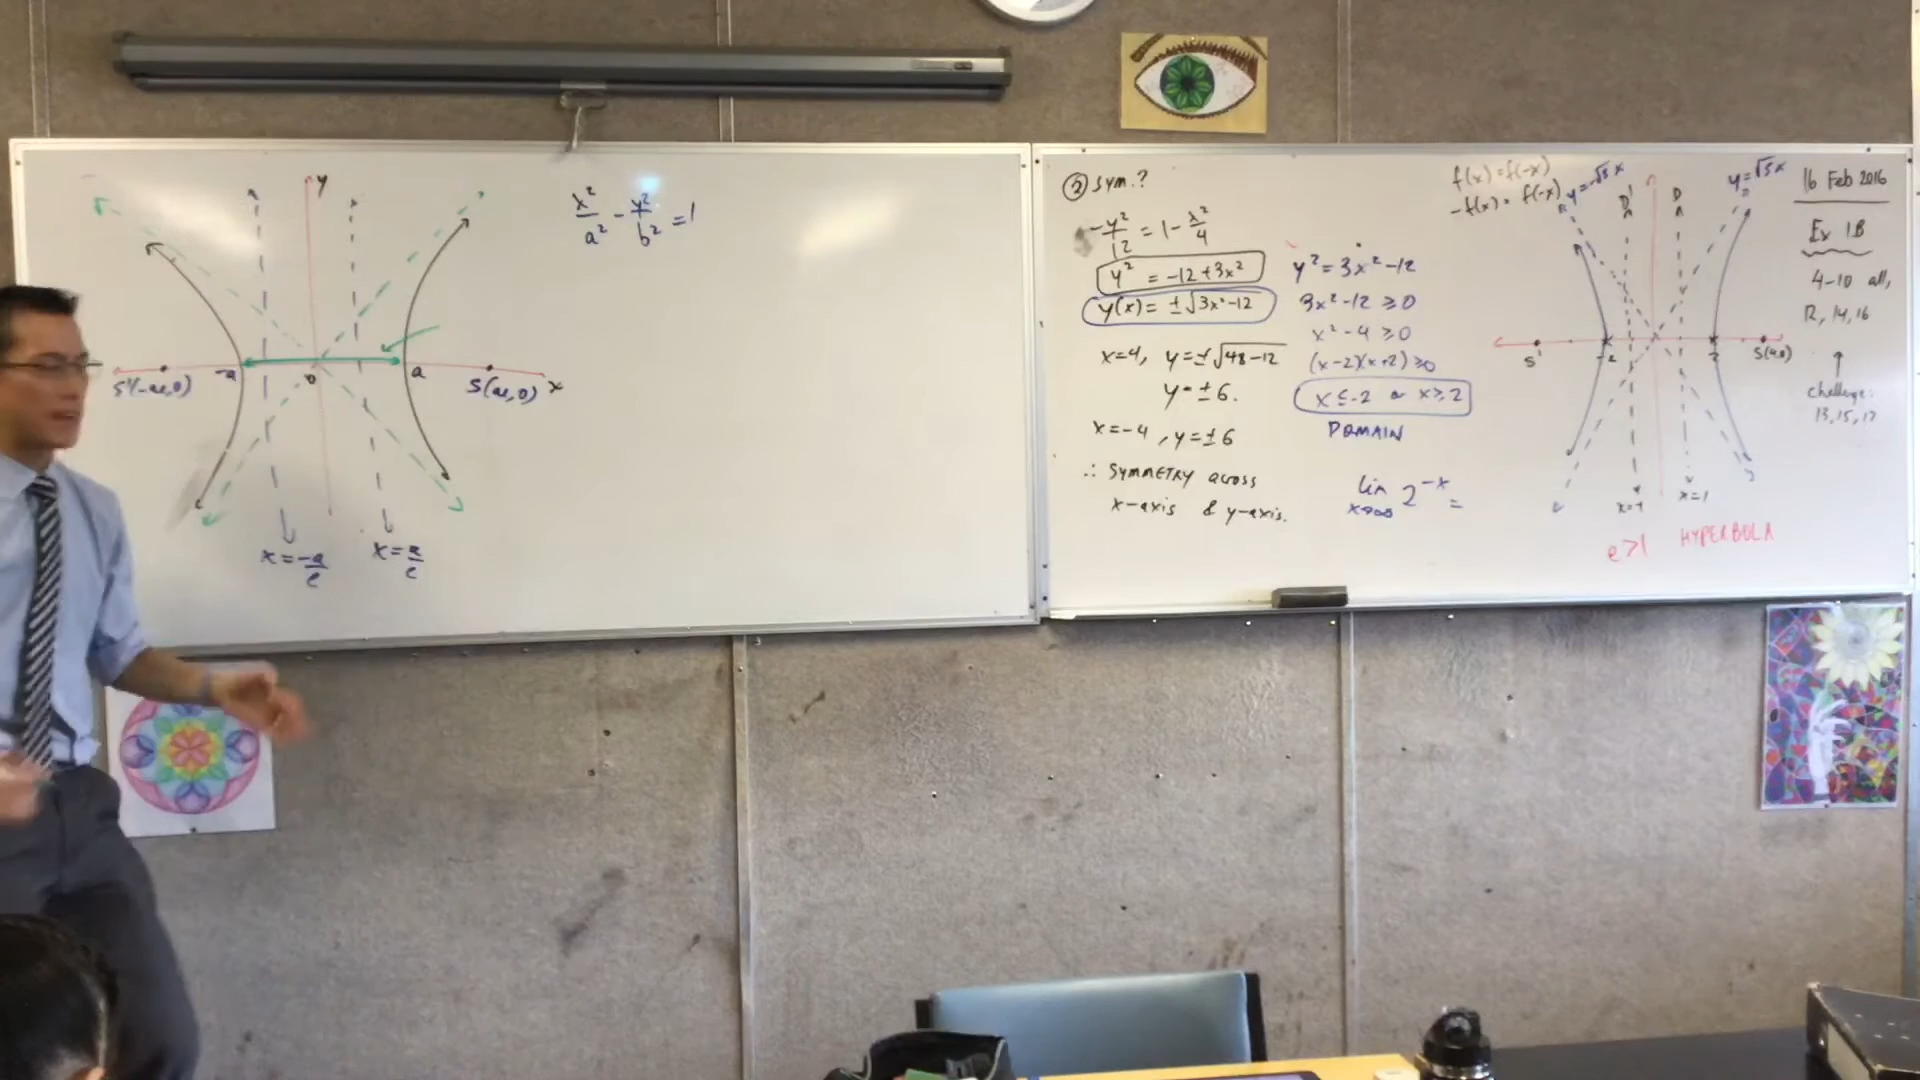 y
x²/a² - y²/b² = 1
S'(-ae,0)
-a
0
a
S(ae,0)
x
x = -a/e
x = a/e
② sym.?
-y²/12 = 1 - x²/4
y² = -12+3x²
y(x) = ±√3x²-12
x=4, y=±√48-12
y=±6.
x=-4, y=±6
∴ SYMMETRY across
x-axis & y-axis.
y² = 3x²-12
3x²-12 ≥0
x²-4 ≥0
(x-2)(x+2) ≥0
x ≤-2 or x≥2
DOMAIN
lim x→∞ 2^-x =
f(x) = f(-x)
-f(x) = f(-x)
y=-√3x
D'
D
y=√3x
S'
-2
2
x=-1
x=1
e>1 HYPERBOLA
16 Feb 2016
Ex 1B
4-10 all,
R, 14, 16
↑
challenge:
13, 15, 17